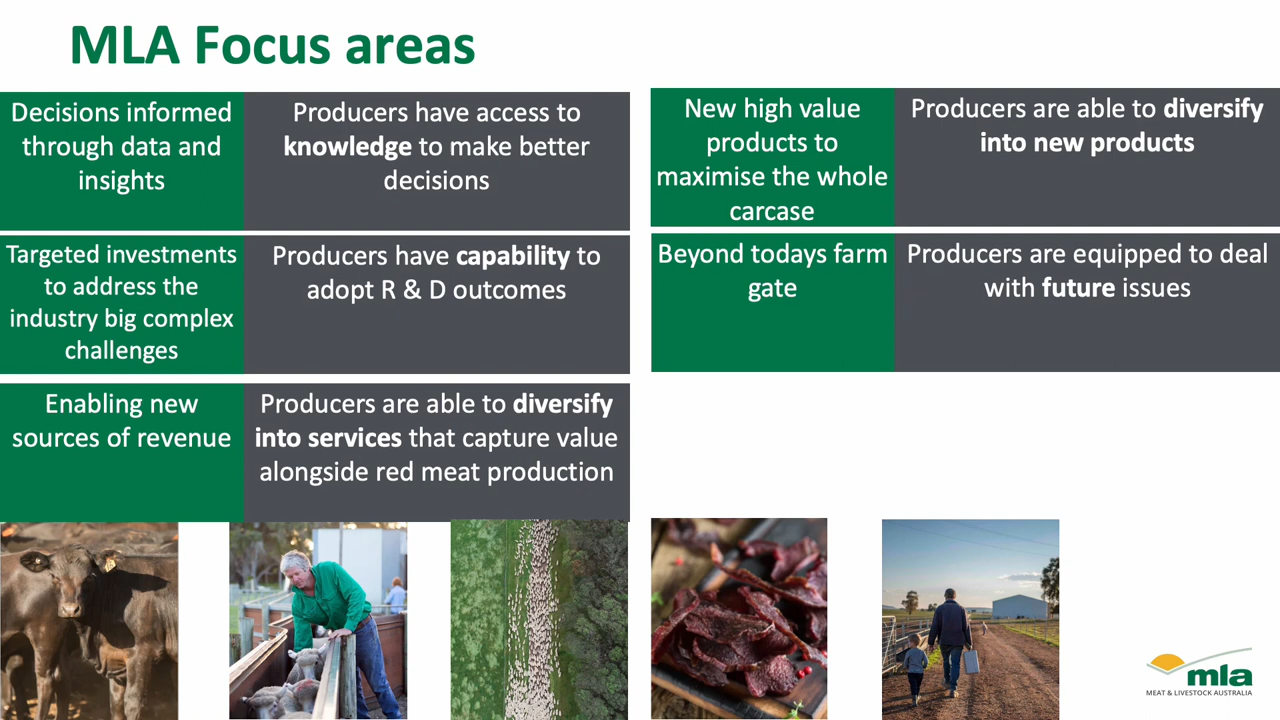 MLA Focus areas
Decisions informed
through data and
insights
Producers have access to
knowledge to make better
decisions
Targeted investments
to address the
industry big complex
challenges
Producers have capability to
adopt R & D outcomes
Enabling new
sources of revenue
Producers are able to diversify
into services that capture value
alongside red meat production
New high value
products to
maximise the whole
carcase
Producers are able to diversify
into new products
Beyond todays farm
gate
Producers are equipped to deal
with future issues
mla
MEAT & LIVESTOCK AUSTRALIA